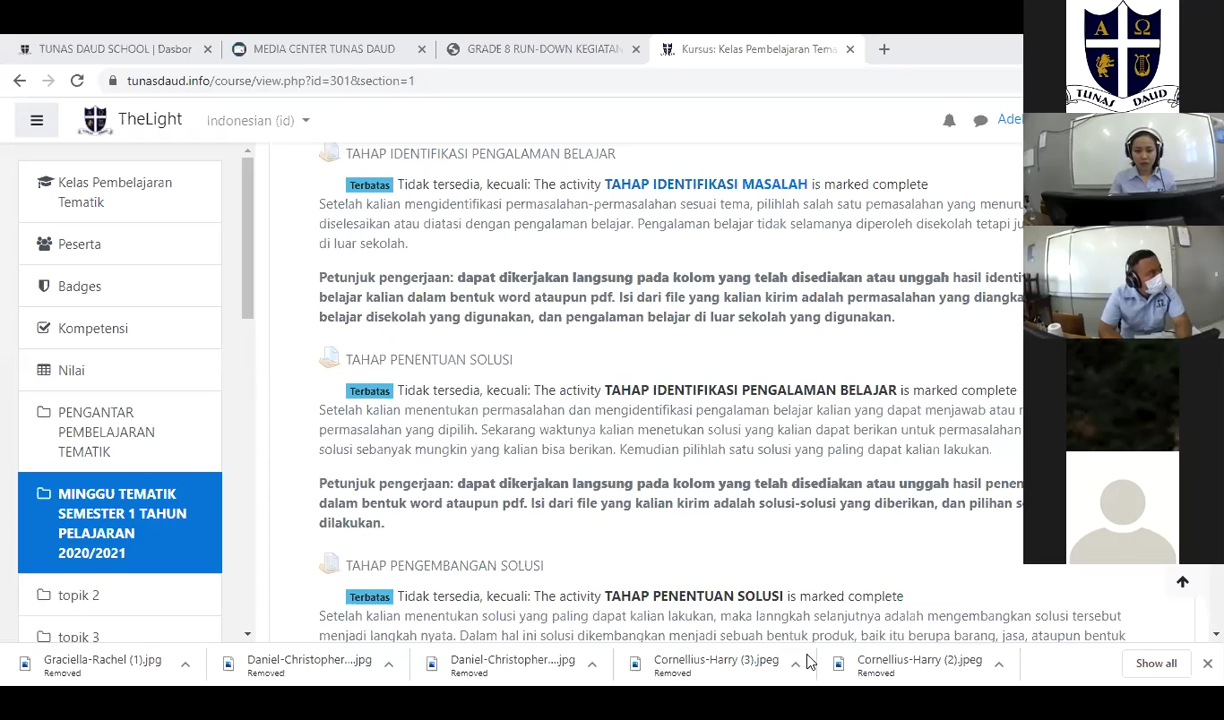 TUNAS DAUD SCHOOL | Dasbor
MEDIA CENTER TUNAS DAUD
GRADE 8 RUN-DOWN KEGIATAN
Kursus: Kelas Pembelajaran Tema
tunasdaud.info/course/view.php?id=301&section=1
TheLight
Indonesian (id)
Adel
Α Ω
TUNAS DAUD
Kelas Pembelajaran
Tematik
Peserta
Badges
Kompetensi
Nilai
PENGANTAR
PEMBELAJARAN
TEMATIK
MINGGU TEMATIK
SEMESTER 1 TAHUN
PELAJARAN
2020/2021
topik 2
topik 3
TAHAP IDENTIFIKASI PENGALAMAN BELAJAR
Terbatas Tidak tersedia, kecuali: The activity TAHAP IDENTIFIKASI MASALAH is marked complete
Setelah kalian mengidentifikasi permasalahan-permasalahan sesuai tema, pilihlah salah satu pemasalahan yang menuru
diselesaikan atau diatasi dengan pengalaman belajar. Pengalaman belajar tidak selamanya diperoleh disekolah tetapi ju
di luar sekolah.
Petunjuk pengerjaan: dapat dikerjakan langsung pada kolom yang telah disediakan atau unggah hasil identi
belajar kalian dalam bentuk word ataupun pdf. Isi dari file yang kalian kirim adalah permasalahan yang diangka
belajar disekolah yang digunakan, dan pengalaman belajar di luar sekolah yang digunakan.
TAHAP PENENTUAN SOLUSI
Terbatas Tidak tersedia, kecuali: The activity TAHAP IDENTIFIKASI PENGALAMAN BELAJAR is marked complete
Setelah kalian menentukan permasalahan dan mengidentifikasi pengalaman belajar kalian yang dapat menjawab atau m
permasalahan yang dipilih. Sekarang waktunya kalian menetukan solusi yang kalian dapat berikan untuk permasalahan
solusi sebanyak mungkin yang kalian bisa berikan. Kemudian pilihlah satu solusi yang paling dapat kalian lakukan.
Petunjuk pengerjaan: dapat dikerjakan langsung pada kolom yang telah disediakan atau unggah hasil penen
dalam bentuk word ataupun pdf. Isi dari file yang kalian kirim adalah solusi-solusi yang diberikan, dan pilihan s
dilakukan.
TAHAP PENGEMBANGAN SOLUSI
Terbatas Tidak tersedia, kecuali: The activity TAHAP PENENTUAN SOLUSI is marked complete
Setelah kalian menentukan solusi yang paling dapat kalian lakukan, maka lanngkah selanjutnya adalah mengembangkan solusi tersebut
menjadi langkah nyata. Dalam hal ini solusi dikembangkan menjadi sebuah bentuk produk, baik itu berupa barang, jasa, ataupun bentuk
Graciella-Rachel (1).jpg
Removed
Daniel-Christopher....jpg
Removed
Daniel-Christopher....jpg
Removed
Cornellius-Harry (3).jpeg
Removed
Cornellius-Harry (2).jpeg
Removed
Show all